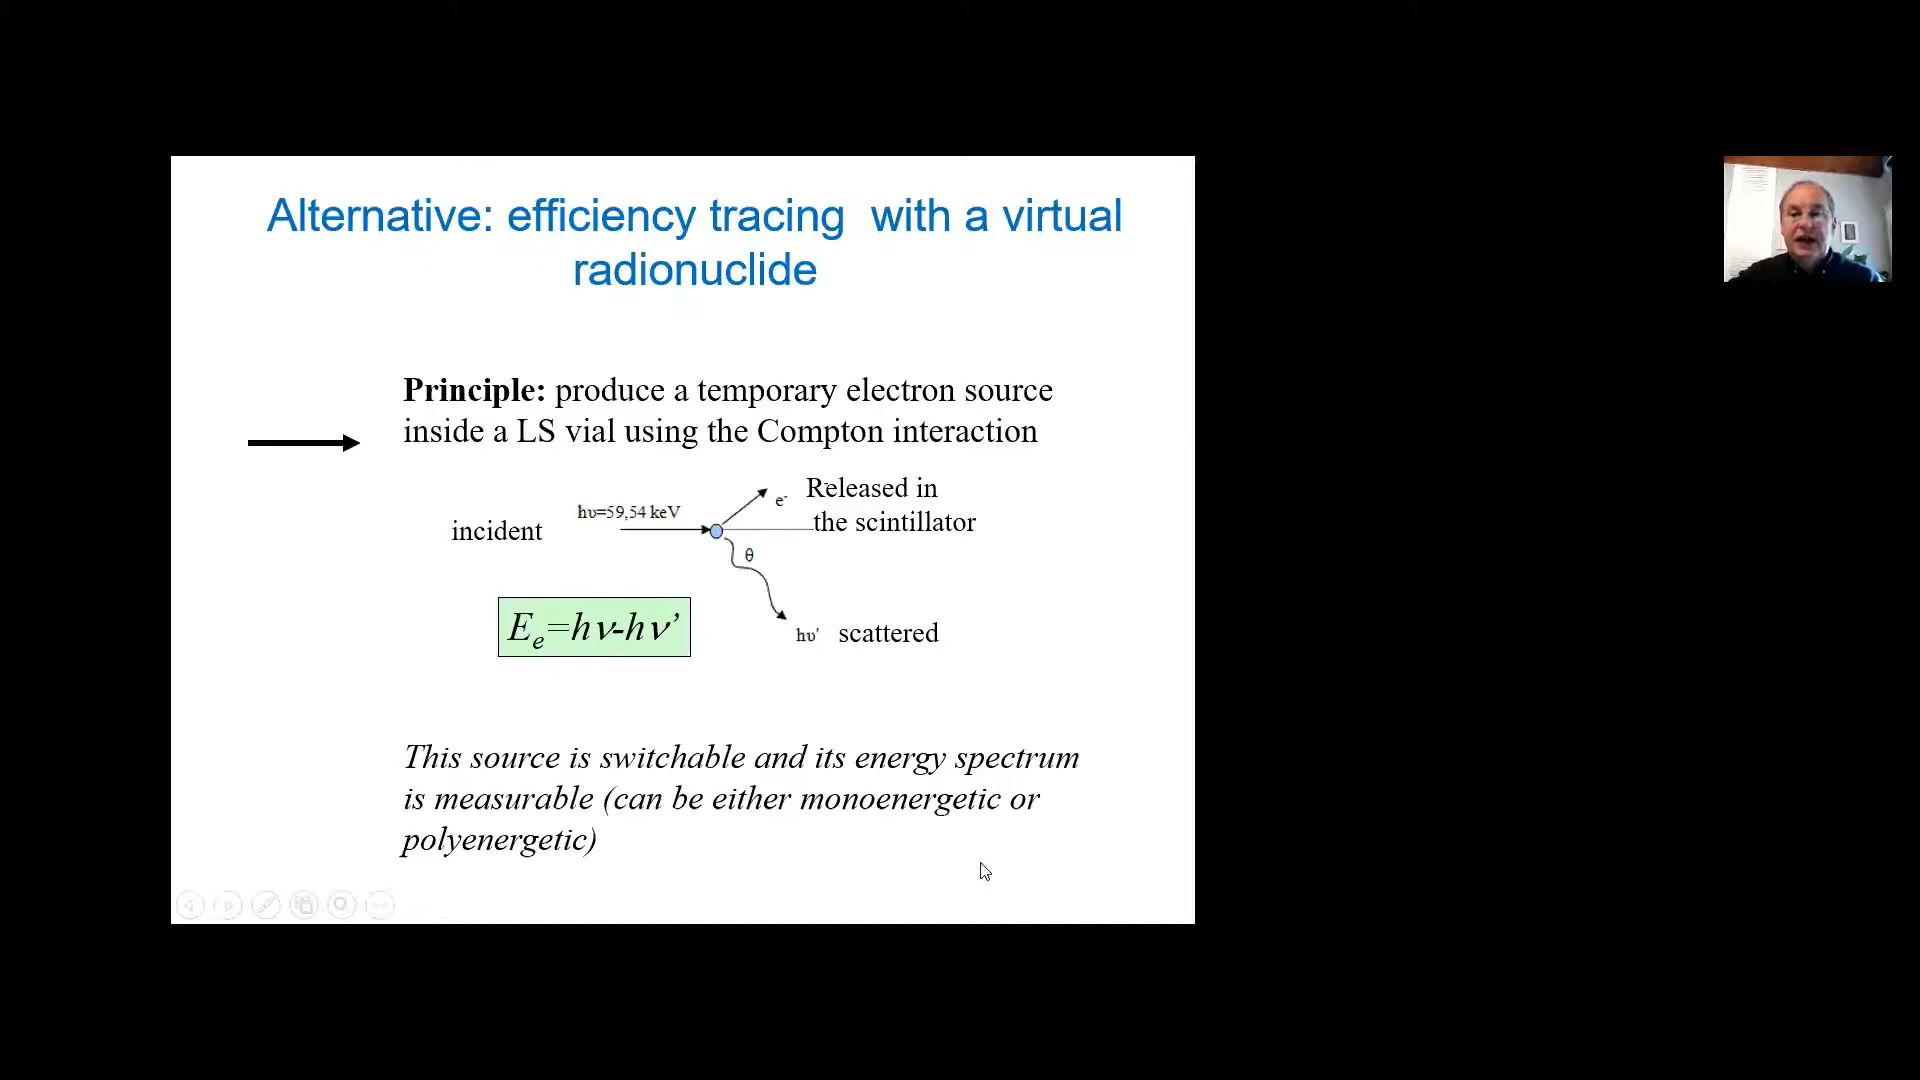 Alternative: efficiency tracing  with a virtual
radionuclide
Principle: produce a temporary electron source
inside a LS vial using the Compton interaction
Released in
hυ=59,54 keV
e-
the scintillator
incident
θ
Ee=hν-hν’
hυ' scattered
This source is switchable and its energy spectrum
is measurable (can be either monoenergetic or
polyenergetic)